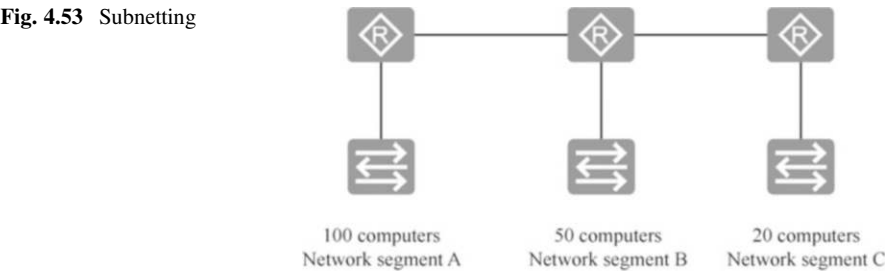 Fig. 4.53 Subnetting
R
R
R
100 computers
Network segment A
50 computers
Network segment B
20 computers
Network segment C